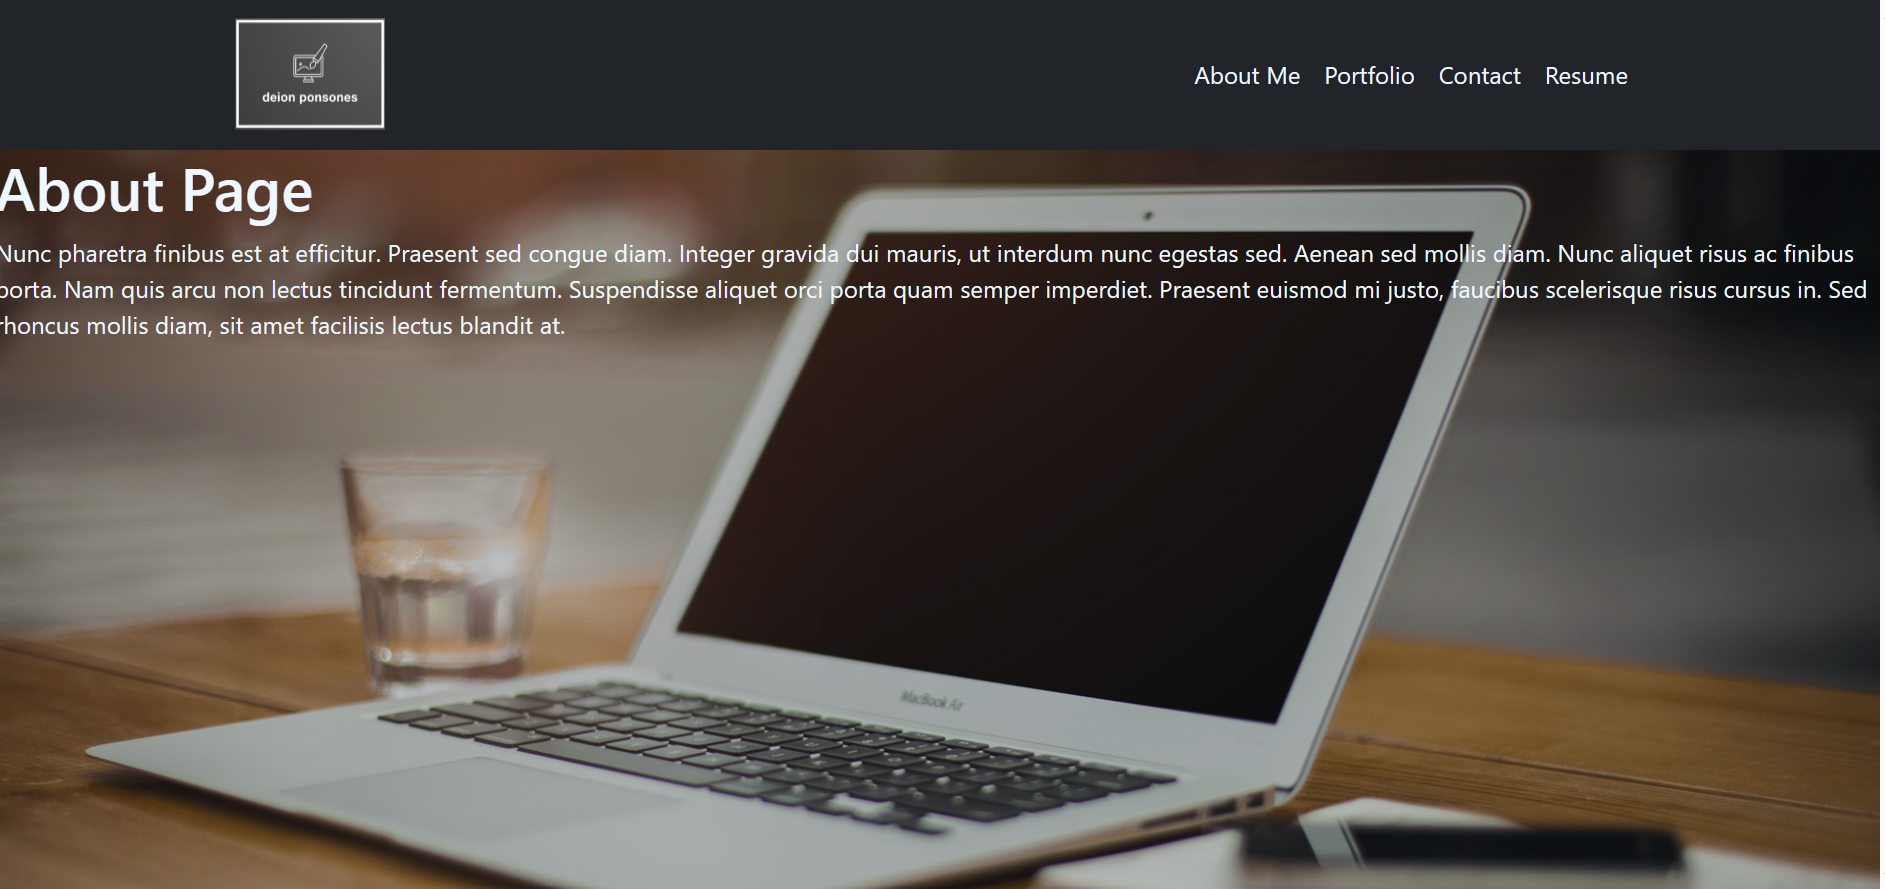 deion ponsones
About Me Portfolio Contact Resume
About Page
Nunc pharetra finibus est at efficitur. Praesent sed congue diam. Integer gravida dui mauris, ut interdum nunc egestas sed. Aenean sed mollis diam. Nunc aliquet risus ac finibus
porta. Nam quis arcu non lectus tincidunt fermentum. Suspendisse aliquet orci porta quam semper imperdiet. Praesent euismod mi justo, faucibus scelerisque risus cursus in. Sed
rhoncus mollis diam, sit amet facilisis lectus blandit at.
MacBook Air